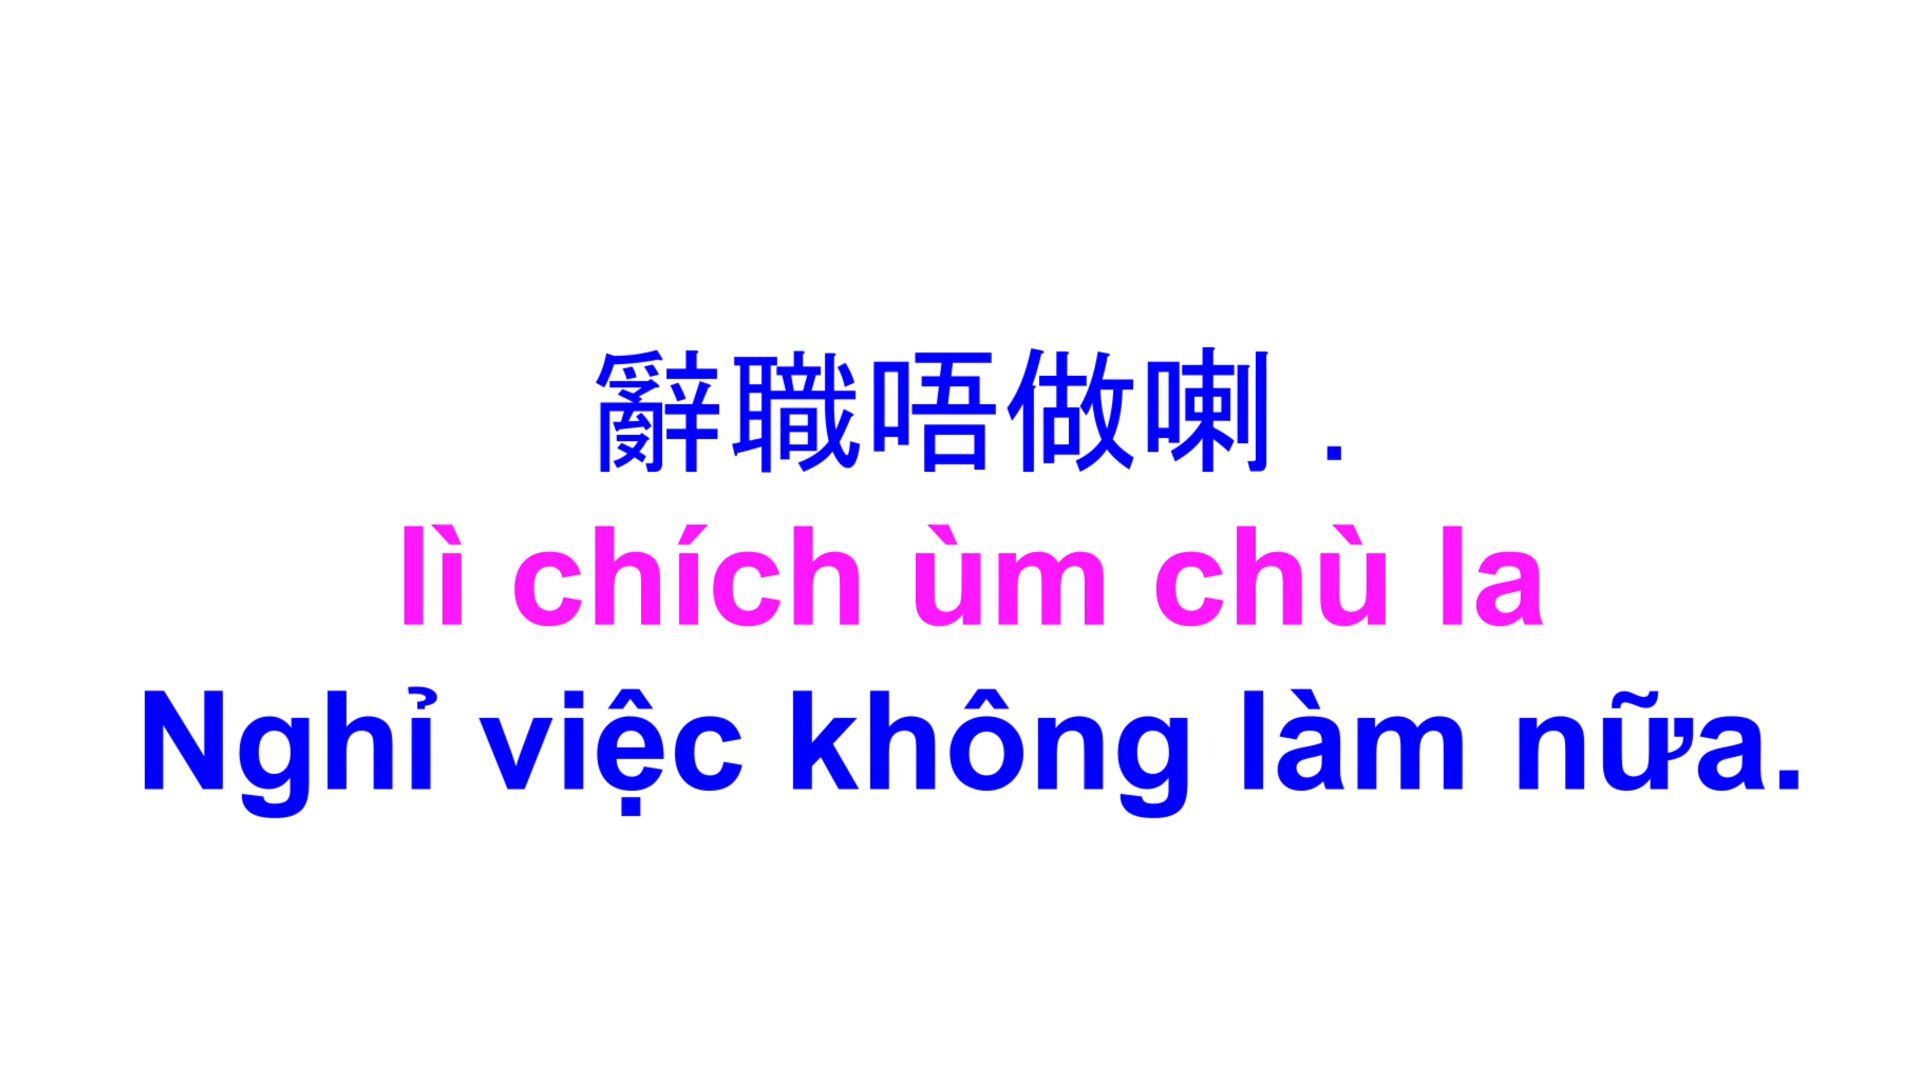 辭職唔做喇 .
lì chích ùm chù la
Nghỉ việc không làm nữa.